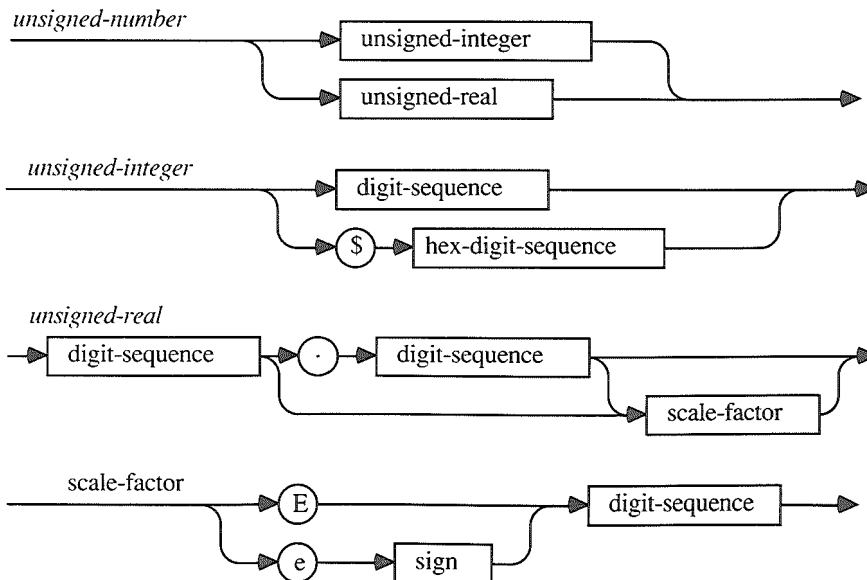 unsigned-number
unsigned-integer
unsigned-real
unsigned-integer
digit-sequence
$ hex-digit-sequence
unsigned-real
digit-sequence . digit-sequence
scale-factor
scale-factor E digit-sequence
e sign